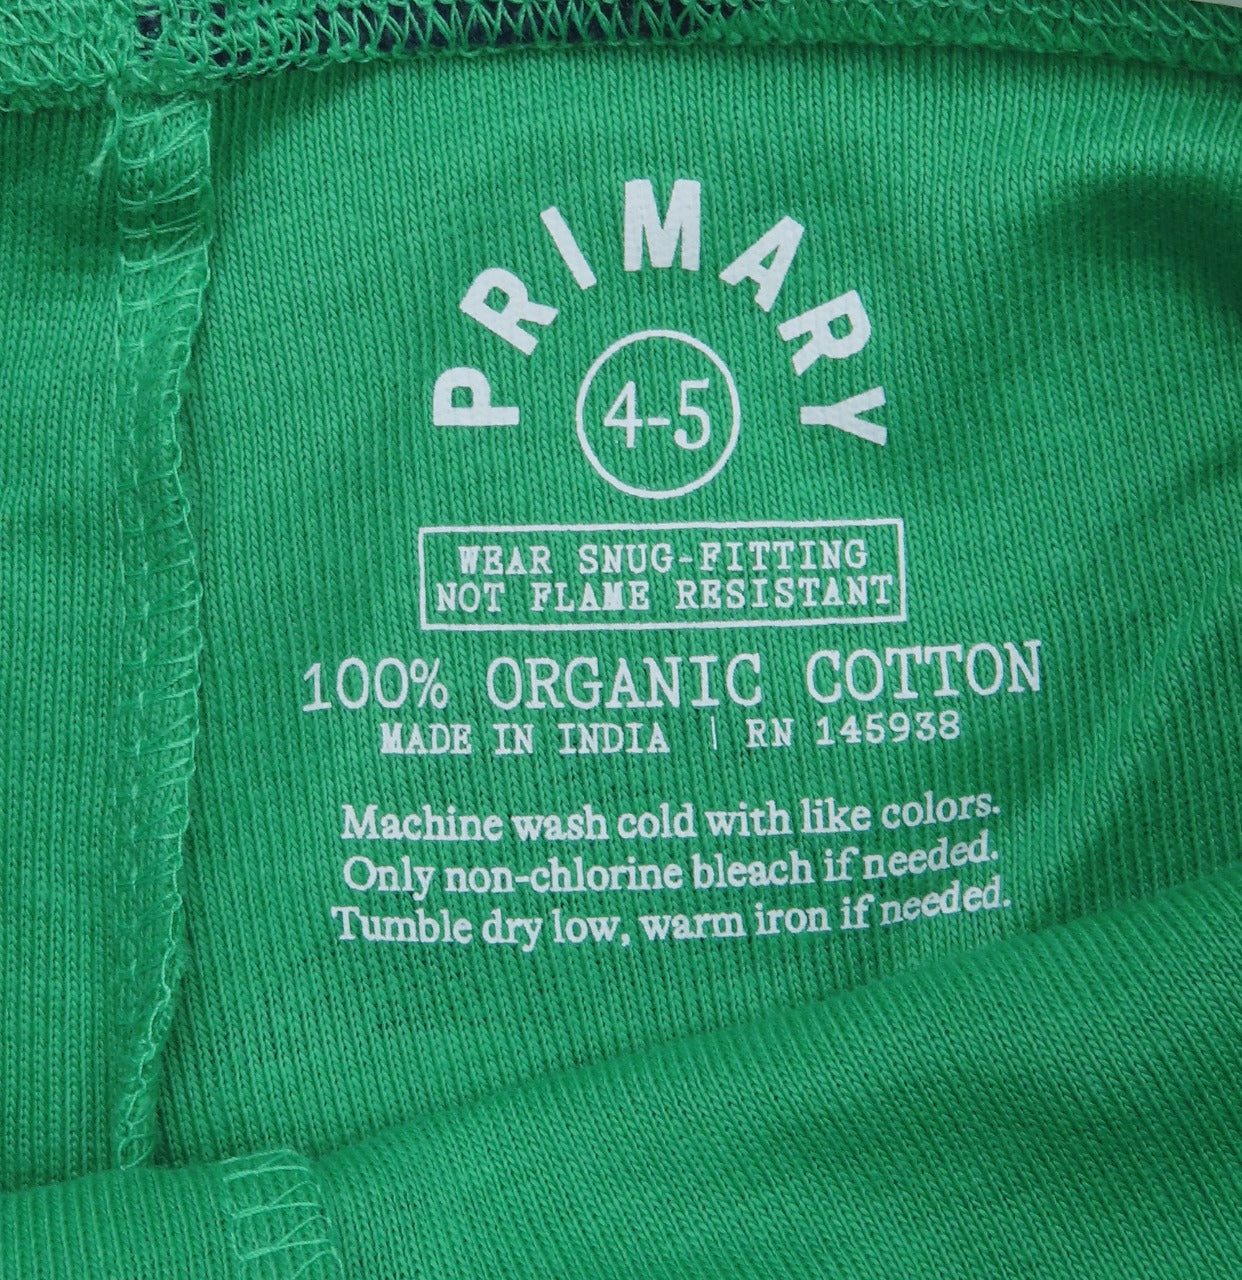 PRIMARY
4-5
WEAR SNUG-FITTING
NOT FLAME RESISTANT
100% ORGANIC COTTON
MADE IN INDIA | RN 145938
Machine wash cold with like colors.
Only non-chlorine bleach if needed.
Tumble dry low, warm iron if needed.